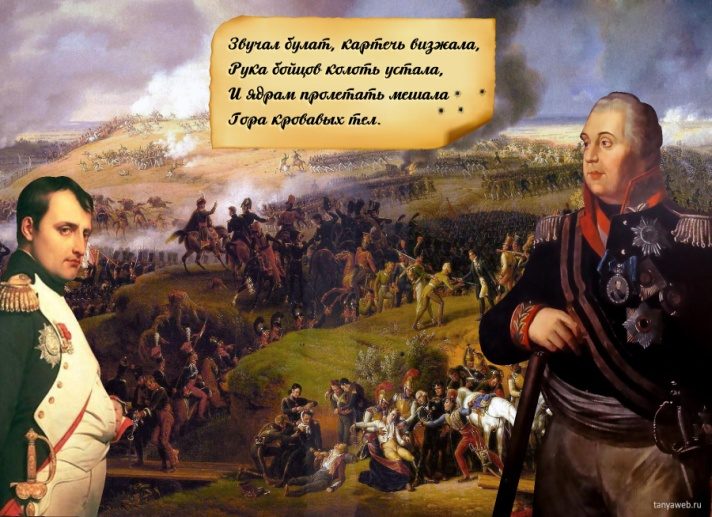 Звучал булат, картечь визжала,
Рука бойцов колоть устала,
И ядрам пролетать мешала
Гора кровавых тел.
tanyaweb.ru